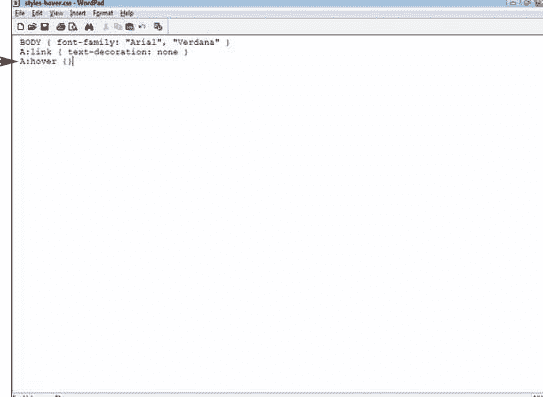 styles-hover.css - WordPad
File Edit View Insert Format Help
BODY { font-family: "Arial", "Verdana" }
A:link { text-decoration: none }
A:hover {}